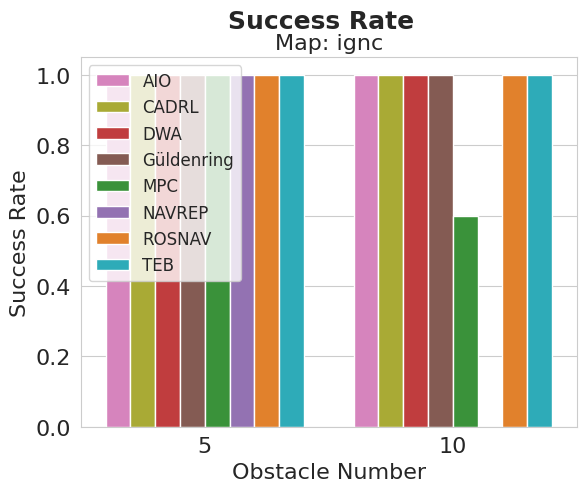 Success Rate
Map: ignc
1.0
0.8
0.6
0.4
0.2
0.0
Success Rate
AIO
CADRL
DWA
Güldenring
MPC
NAVREP
ROSNAV
TEB
5
10
Obstacle Number